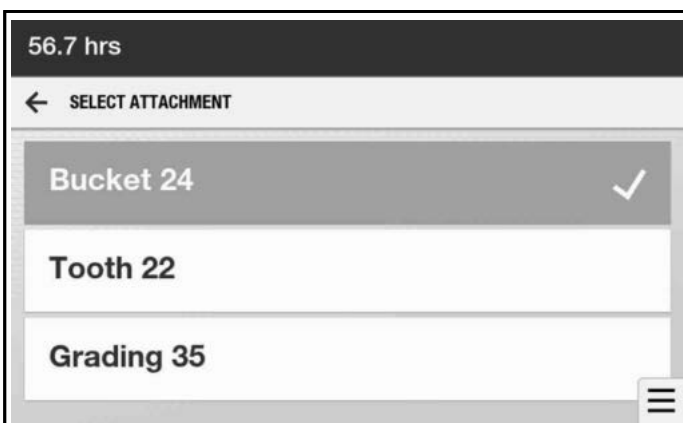 56.7 hrs
SELECT ATTACHMENT
Bucket 24
Tooth 22
Grading 35